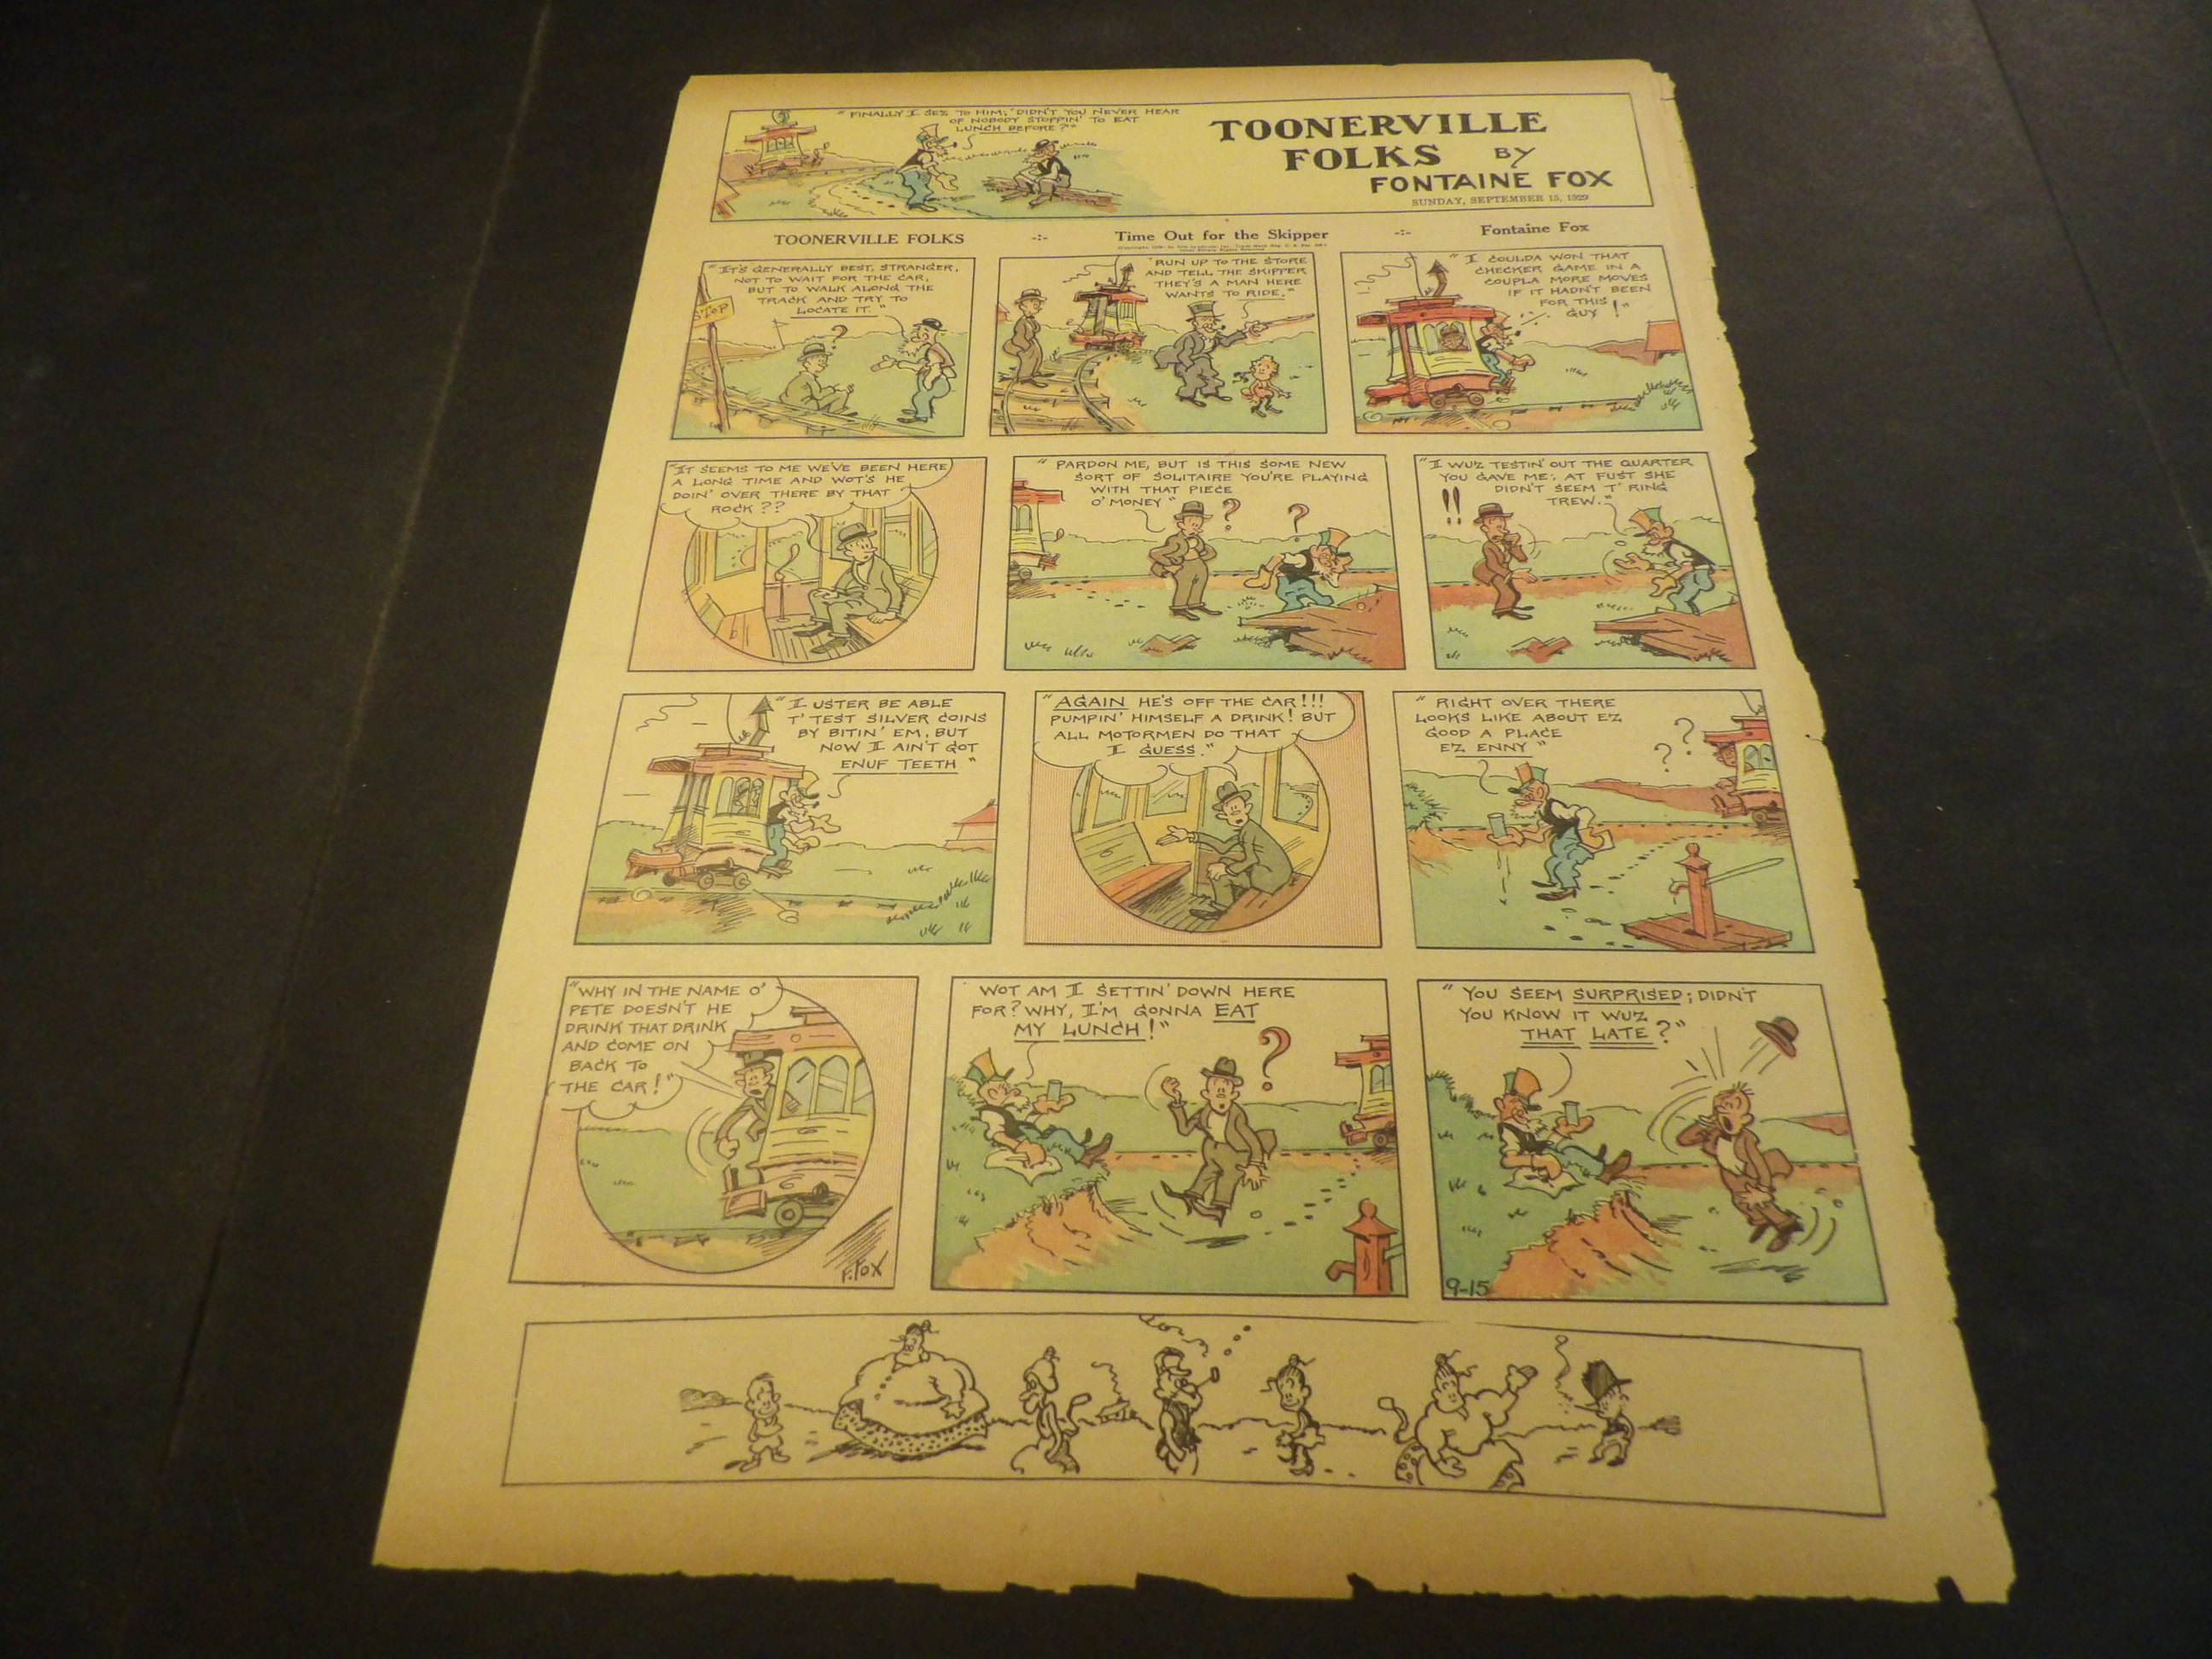 "FINALLY I SEZ TO HIM; 'DIDN'T YOU NEVER HEAR
OF NOBODY STOPPIN' TO EAT
LUNCH BEFORE?'"
TOONERVILLE
FOLKS BY
FONTAINE FOX
SUNDAY, SEPTEMBER 15, 1929
TOONERVILLE FOLKS -:- Time Out for the Skipper -:- Fontaine Fox
"IT'S GENERALLY BEST, STRANGER,
NOT TO WAIT FOR THE CAR,
BUT TO WALK ALONG THE
TRACK AND TRY TO
LOCATE IT."
STOP
?
"RUN UP TO THE STORE
AND TELL THE SKIPPER
THEY'S A MAN HERE
WANTS TO RIDE."
"I COULDA WON THAT
CHECKER GAME IN A
COUPLA MORE MOVES
IF IT HADN'T BEEN
FOR THIS
GUY!"
"IT SEEMS TO ME WE'VE BEEN HERE
A LONG TIME AND WOT'S HE
DOIN' OVER THERE BY THAT
ROCK??
" PARDON ME, BUT IS THIS SOME NEW
SORT OF SOLITAIRE YOU'RE PLAYING
WITH THAT PIECE
O' MONEY "
? ?
"I WUZ TESTIN' OUT THE QUARTER
YOU GAVE ME; AT FUST SHE
DIDN'T SEEM T' RING
TREW."
!!
"I USTER BE ABLE
T' TEST SILVER COINS
BY BITIN' EM, BUT
NOW I AIN'T GOT
ENUF TEETH "
"AGAIN HE'S OFF THE CAR!!!
PUMPIN' HIMSELF A DRINK! BUT
ALL MOTORMEN DO THAT
I GUESS."
" RIGHT OVER THERE
LOOKS LIKE ABOUT EZ
GOOD A PLACE
EZ ENNY "
? ?
"WHY IN THE NAME O'
PETE DOESN'T HE
DRINK THAT DRINK
AND COME ON
BACK TO
THE CAR!"
F. FOX
WOT AM I SETTIN' DOWN HERE
FOR? WHY, I'M GONNA EAT
MY LUNCH!"
?
" YOU SEEM SURPRISED; DIDN'T
YOU KNOW IT WUZ
THAT LATE?"
9-15